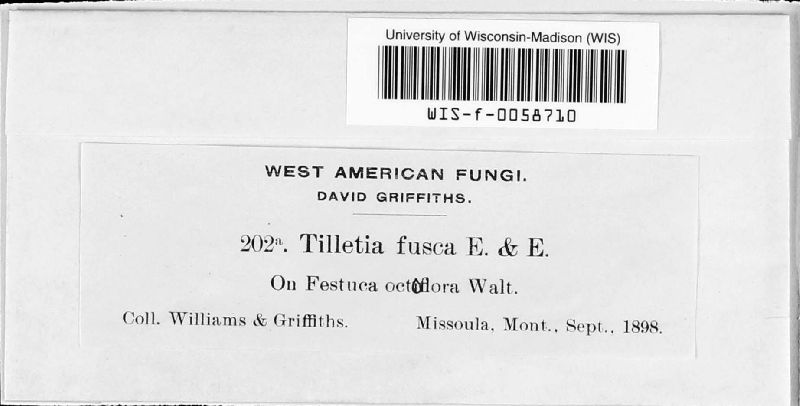 University of Wisconsin-Madison (WIS)
WIS-f-0058710
WEST AMERICAN FUNGI.
DAVID GRIFFITHS.
202ᵃ. Tilletia fusca E. & E.
On Festuca octoflora Walt.
Coll. Williams & Griffiths. Missoula, Mont., Sept., 1898.